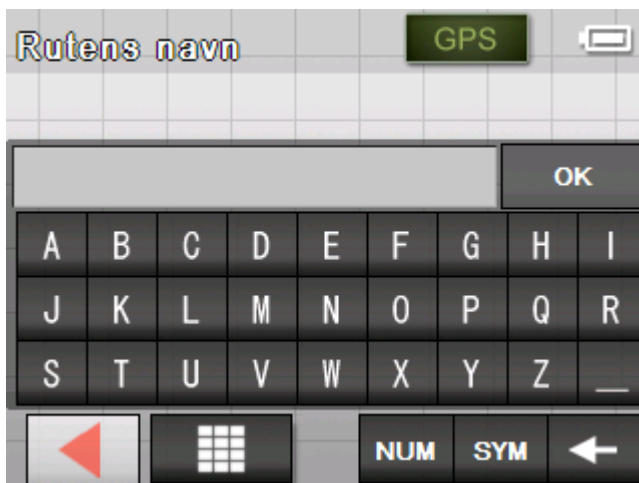 Rutens navn GPS
OK
A B C D E F G H I
J K L M N O P Q R
S T U V W X Y Z _
NUM SYM